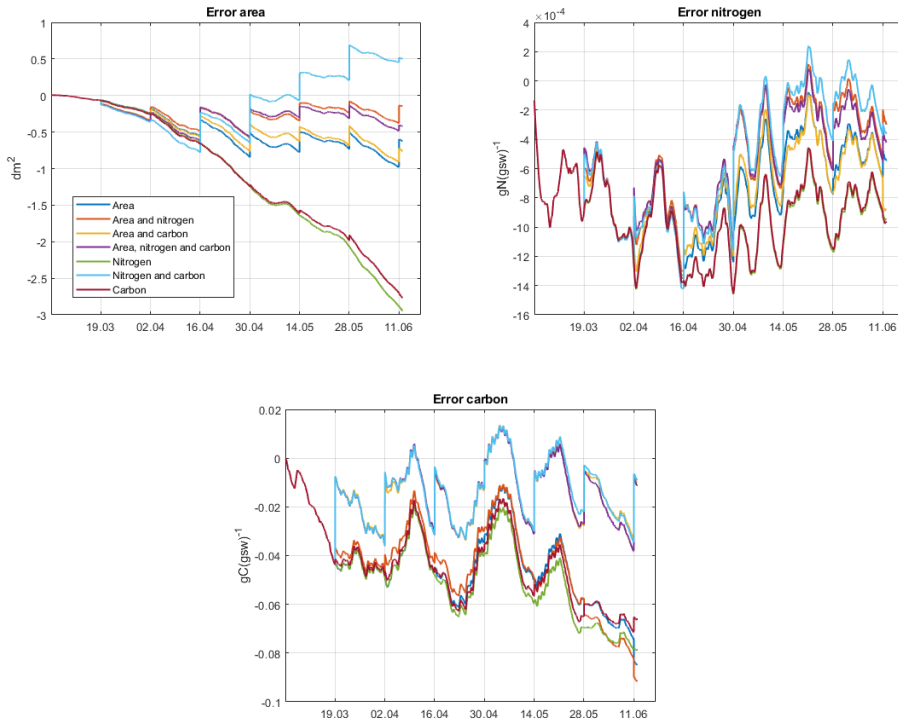 Error area
1
0.5
0
-0.5
-1
-1.5
-2
-2.5
-3
dm²
19.03 02.04 16.04 30.04 14.05 28.05 11.06
Area
Area and nitrogen
Area and carbon
Area, nitrogen and carbon
Nitrogen
Nitrogen and carbon
Carbon
×10⁻⁴
Error nitrogen
4
2
0
-2
-4
-6
-8
-10
-12
-14
-16
gN(gsw)⁻¹
19.03 02.04 16.04 30.04 14.05 28.05 11.06
Error carbon
0.02
0
-0.02
-0.04
-0.06
-0.08
-0.1
gC(gsw)⁻¹
19.03 02.04 16.04 30.04 14.05 28.05 11.06